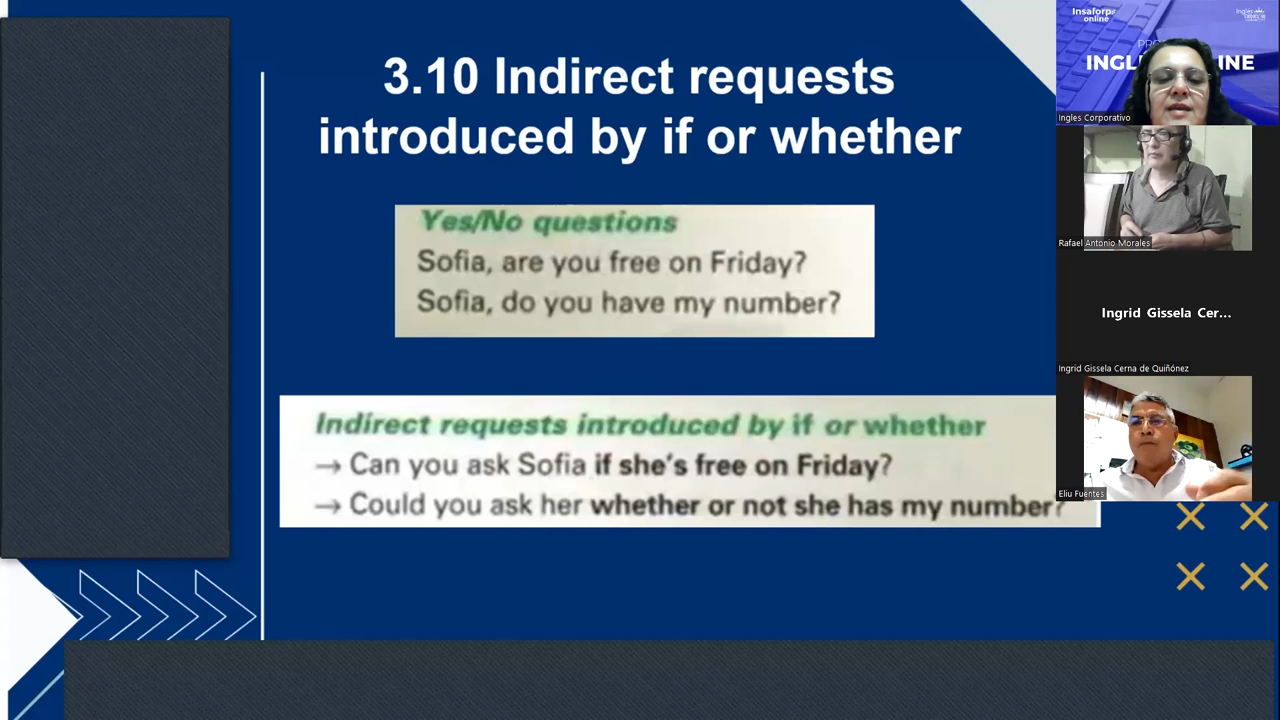 3.10 Indirect requests
introduced by if or whether
Yes/No questions
Sofia, are you free on Friday?
Sofia, do you have my number?
Indirect requests introduced by if or whether
→ Can you ask Sofia if she's free on Friday?
→ Could you ask her whether or not she has my number?
Insaforp
online
Inglés
INGL
INE
Ingles Corporativo
Rafael Antonio Morales
Ingrid Gissela Cer...
Ingrid Gissela Cerna de Quiñónez
Eliu Fuentes